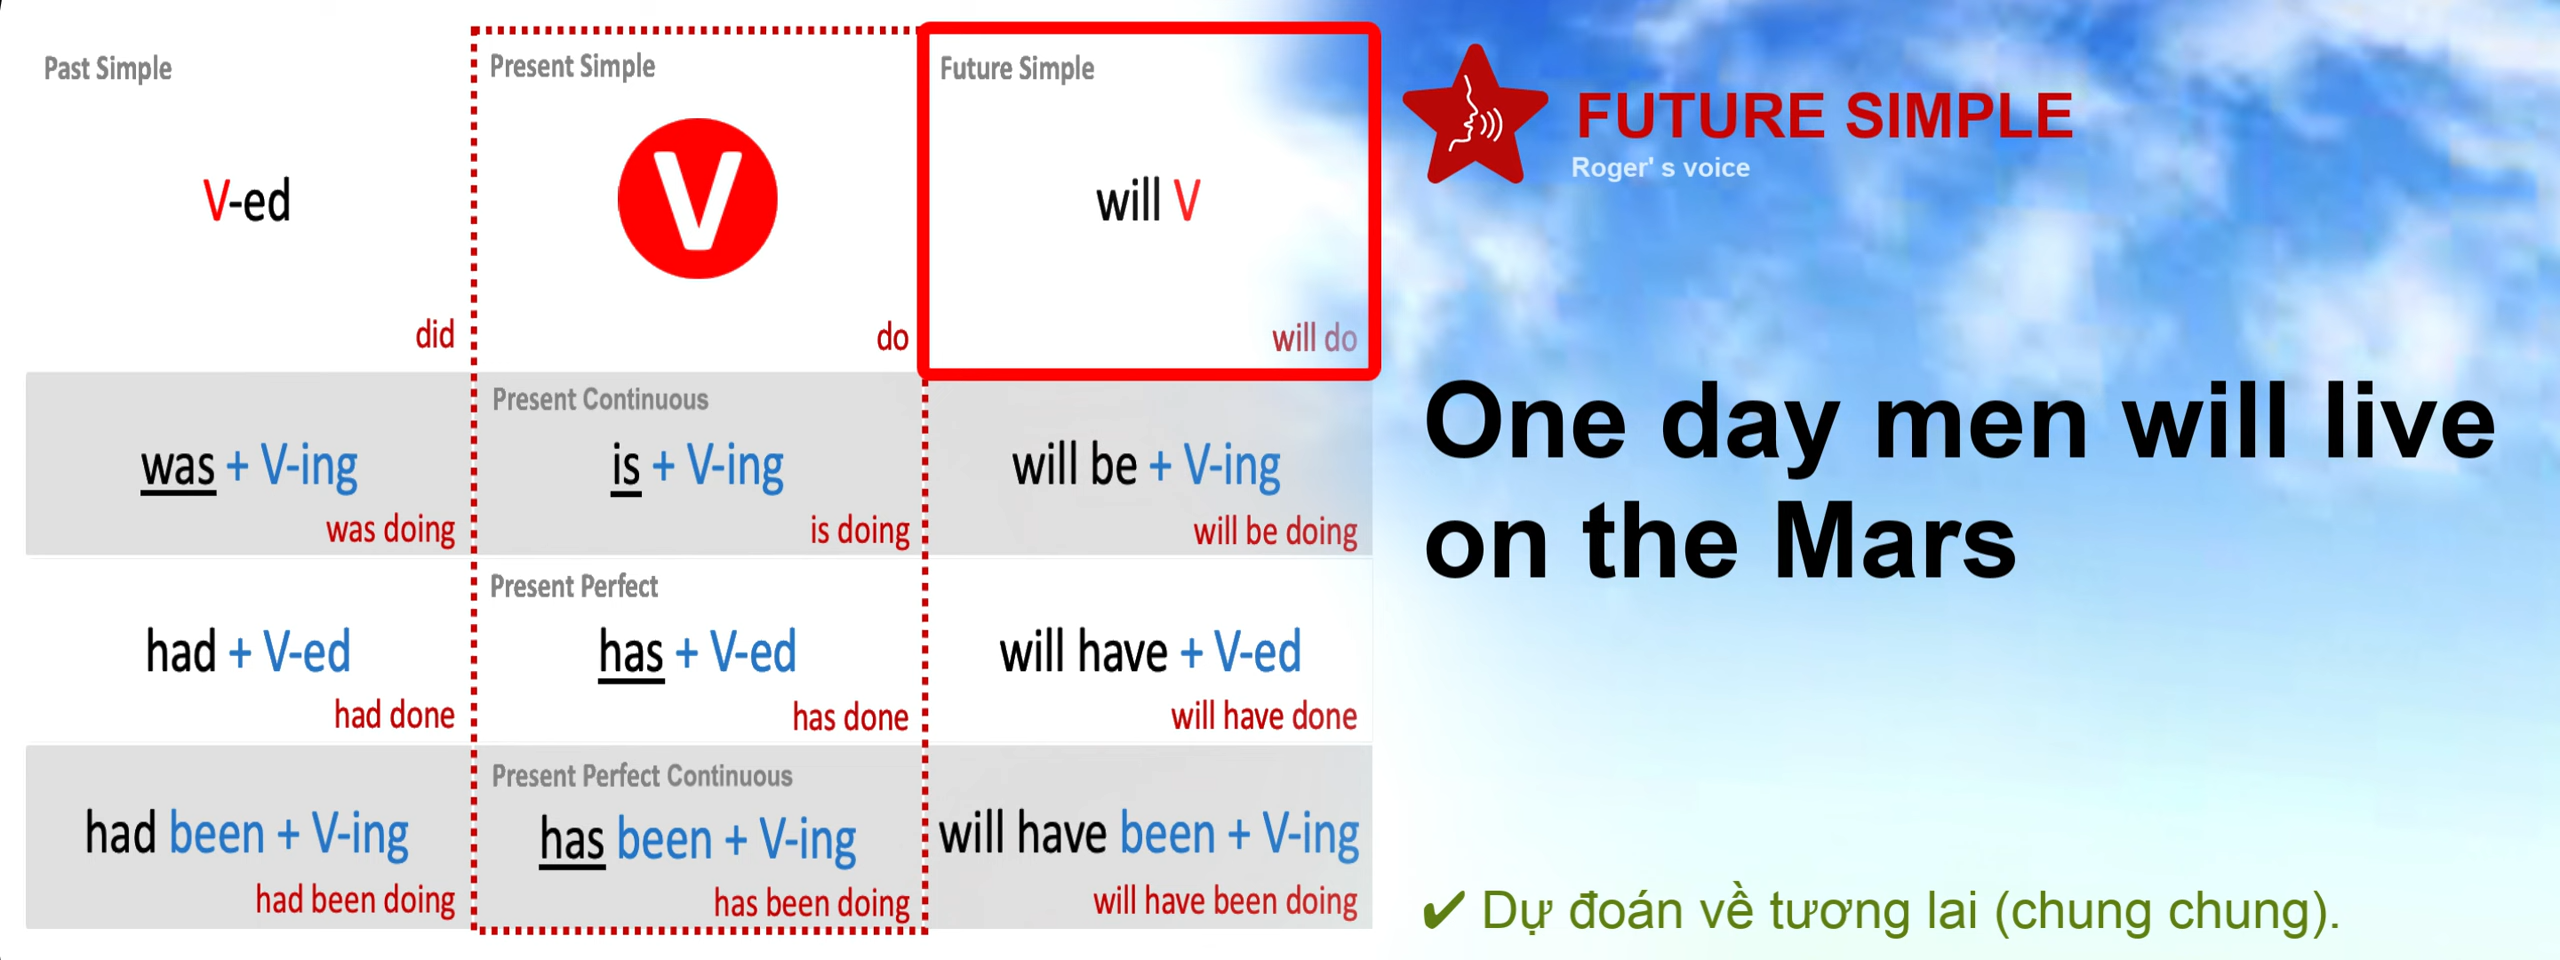 Past Simple
V-ed
did
Present Simple
V
do
Future Simple
will V
will do
was + V-ing
was doing
Present Continuous
is + V-ing
is doing
will be + V-ing
will be doing
had + V-ed
had done
Present Perfect
has + V-ed
has done
will have + V-ed
will have done
had been + V-ing
had been doing
Present Perfect Continuous
has been + V-ing
has been doing
will have been + V-ing
will have been doing
FUTURE SIMPLE
Roger' s voice
One day men will live
on the Mars
✔ Dự đoán về tương lai (chung chung).